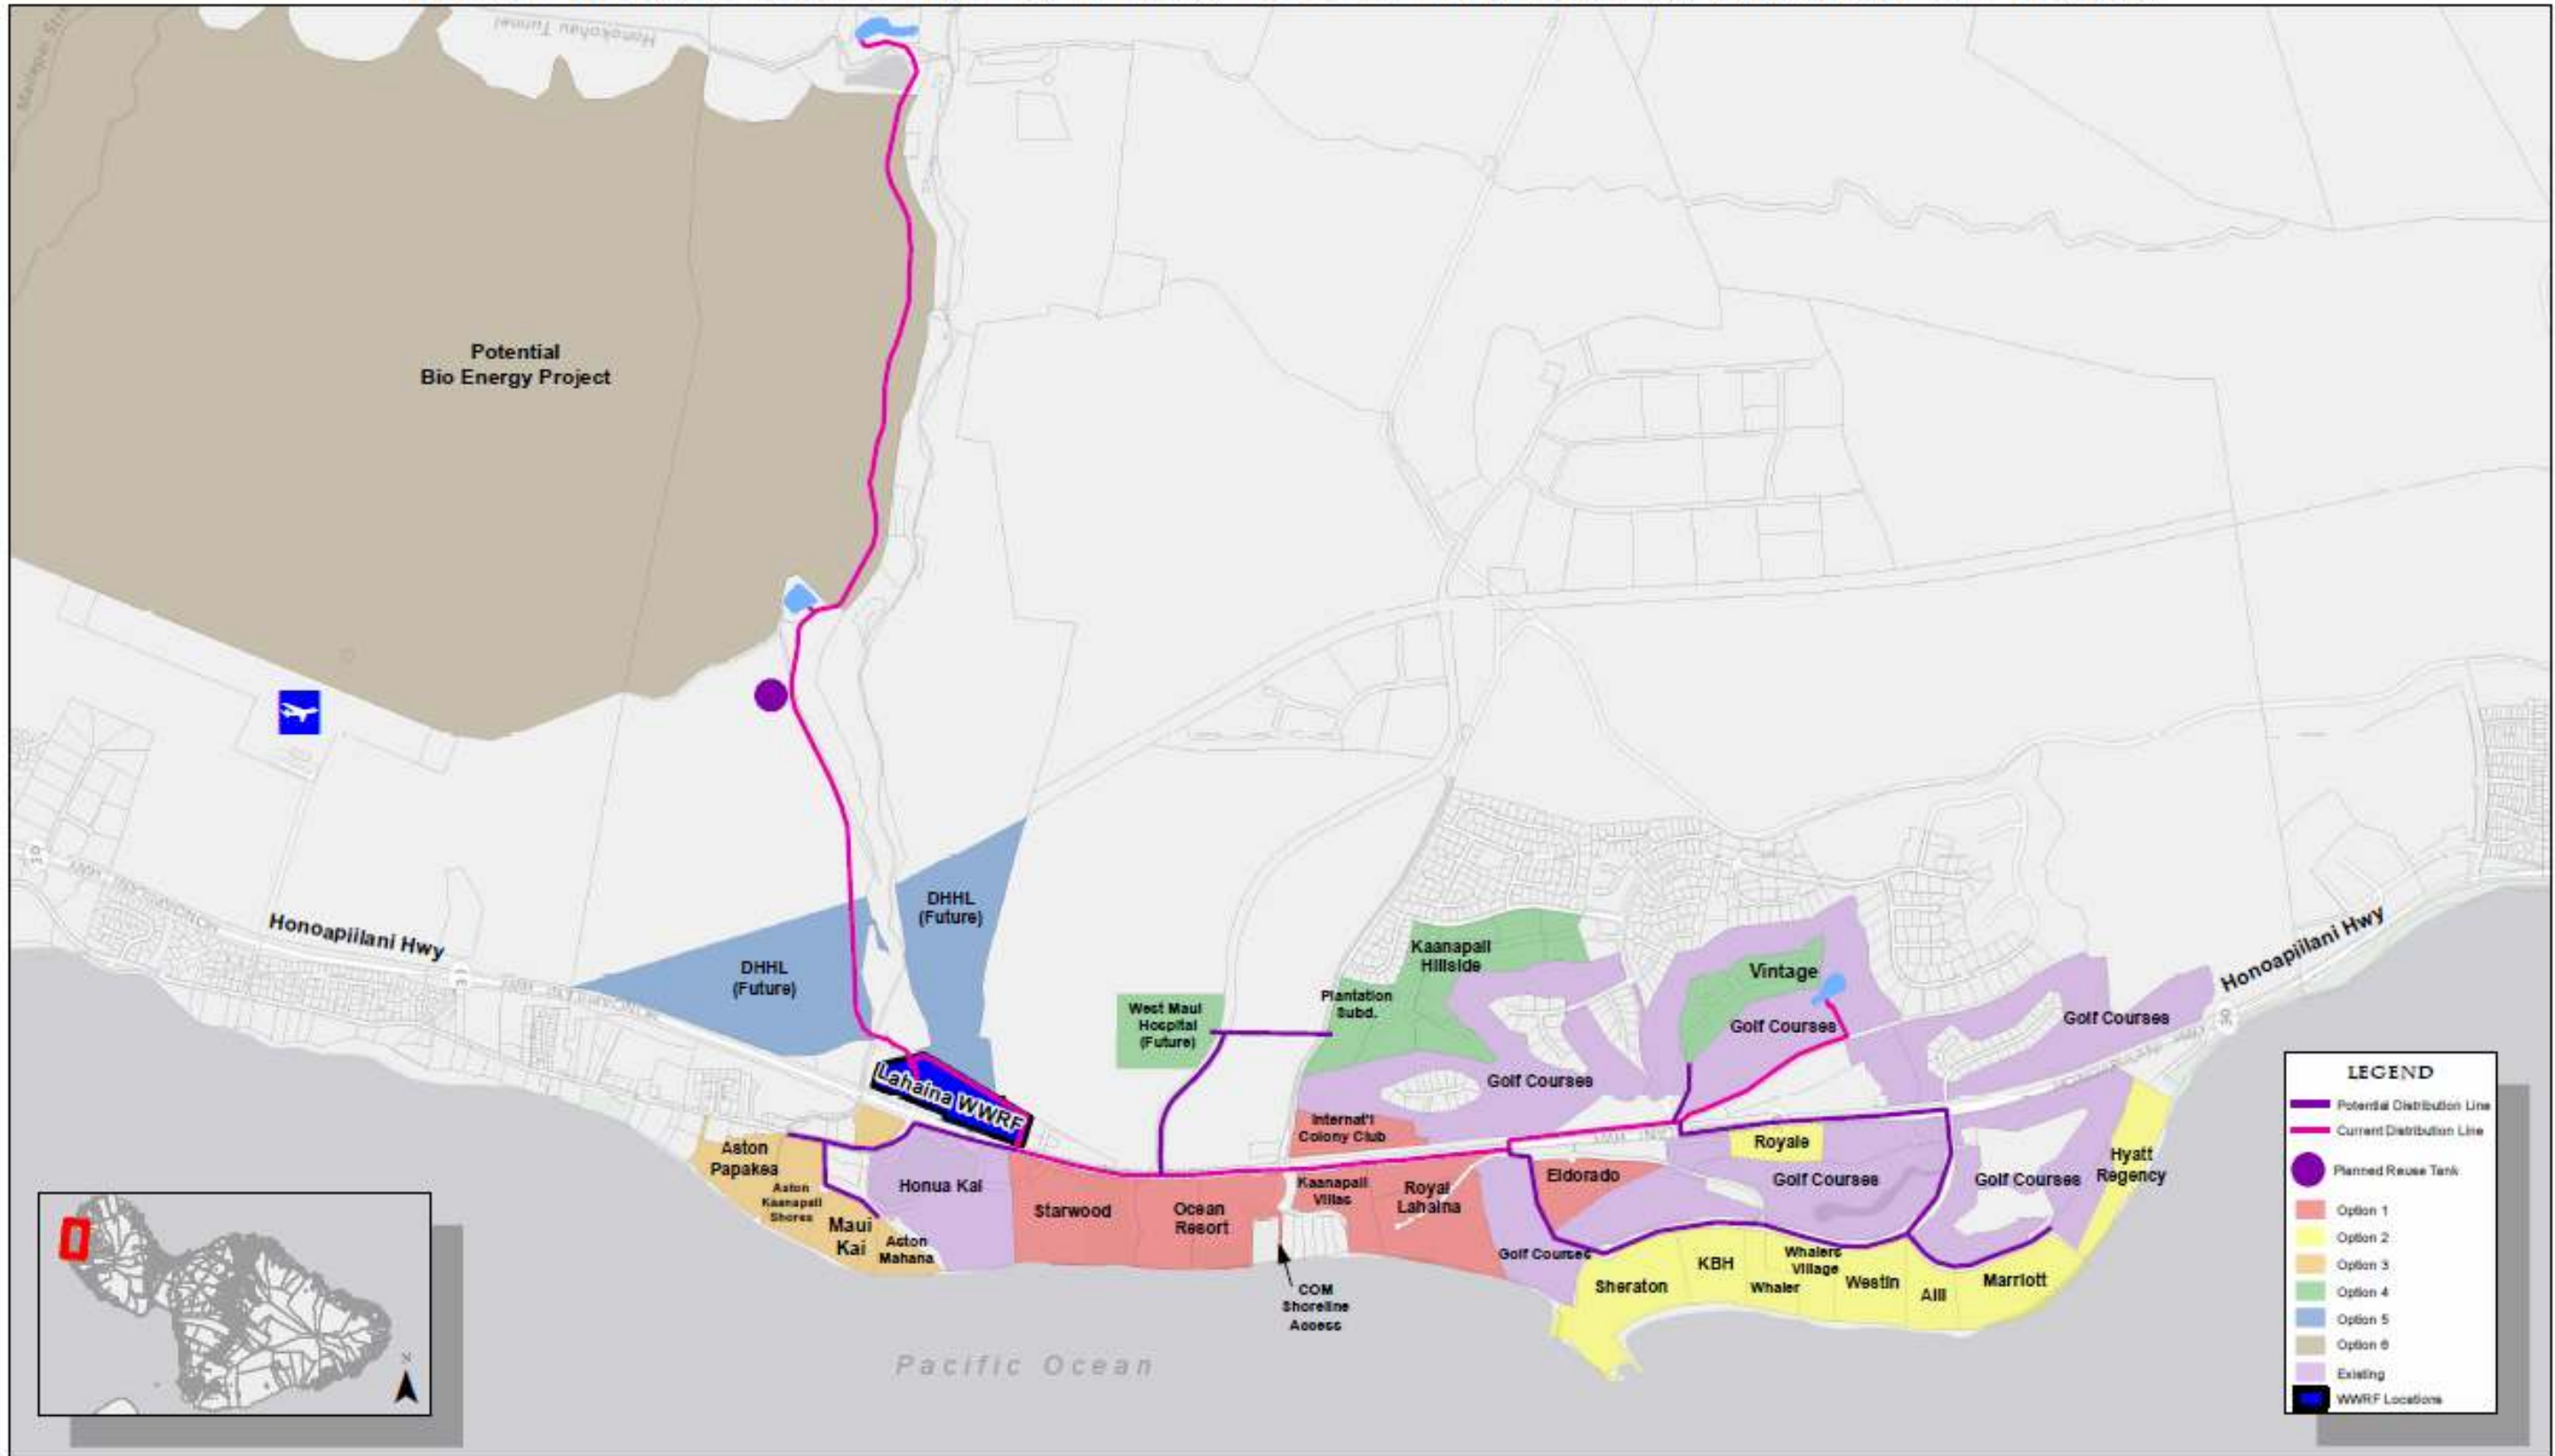 Honokohau Tunnel
Potential
Bio Energy Project
Honoapiilani Hwy
DHHL
(Future)
DHHL
(Future)
Lahaina WWRF
West Maui
Hospital
(Future)
Plantation
Subd.
Kaanapali
Hillside
Vintage
Golf Courses
Golf Courses
Golf Courses
Honoapiilani Hwy
30
Internat'l
Colony Club
Royale
Eldorado
Golf Courses
Golf Courses
Hyatt
Regency
Aston
Papakea
Aston
Kaanapali
Shores
Maui
Kai
Aston
Mahana
Honua Kai
Starwood
Ocean
Resort
Kaanapali
Villas
Royal
Lahaina
Golf Courses
Sheraton
KBH
Whalers
Village
Whaler
Westin
Alii
Marriott
COM
Shoreline
Access
Pacific Ocean
N
LEGEND
Potential Distribution Line
Current Distribution Line
Planned Reuse Tank
Option 1
Option 2
Option 3
Option 4
Option 5
Option 6
Existing
WWRF Locations